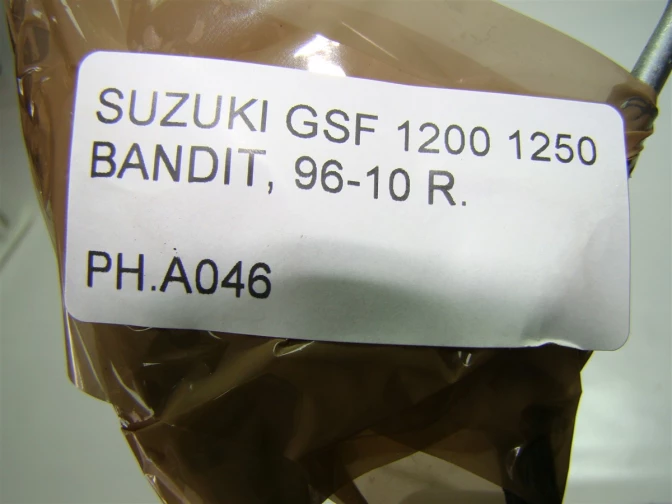 SUZUKI GSF 1200 1250
BANDIT, 96-10 R.
PH.A046